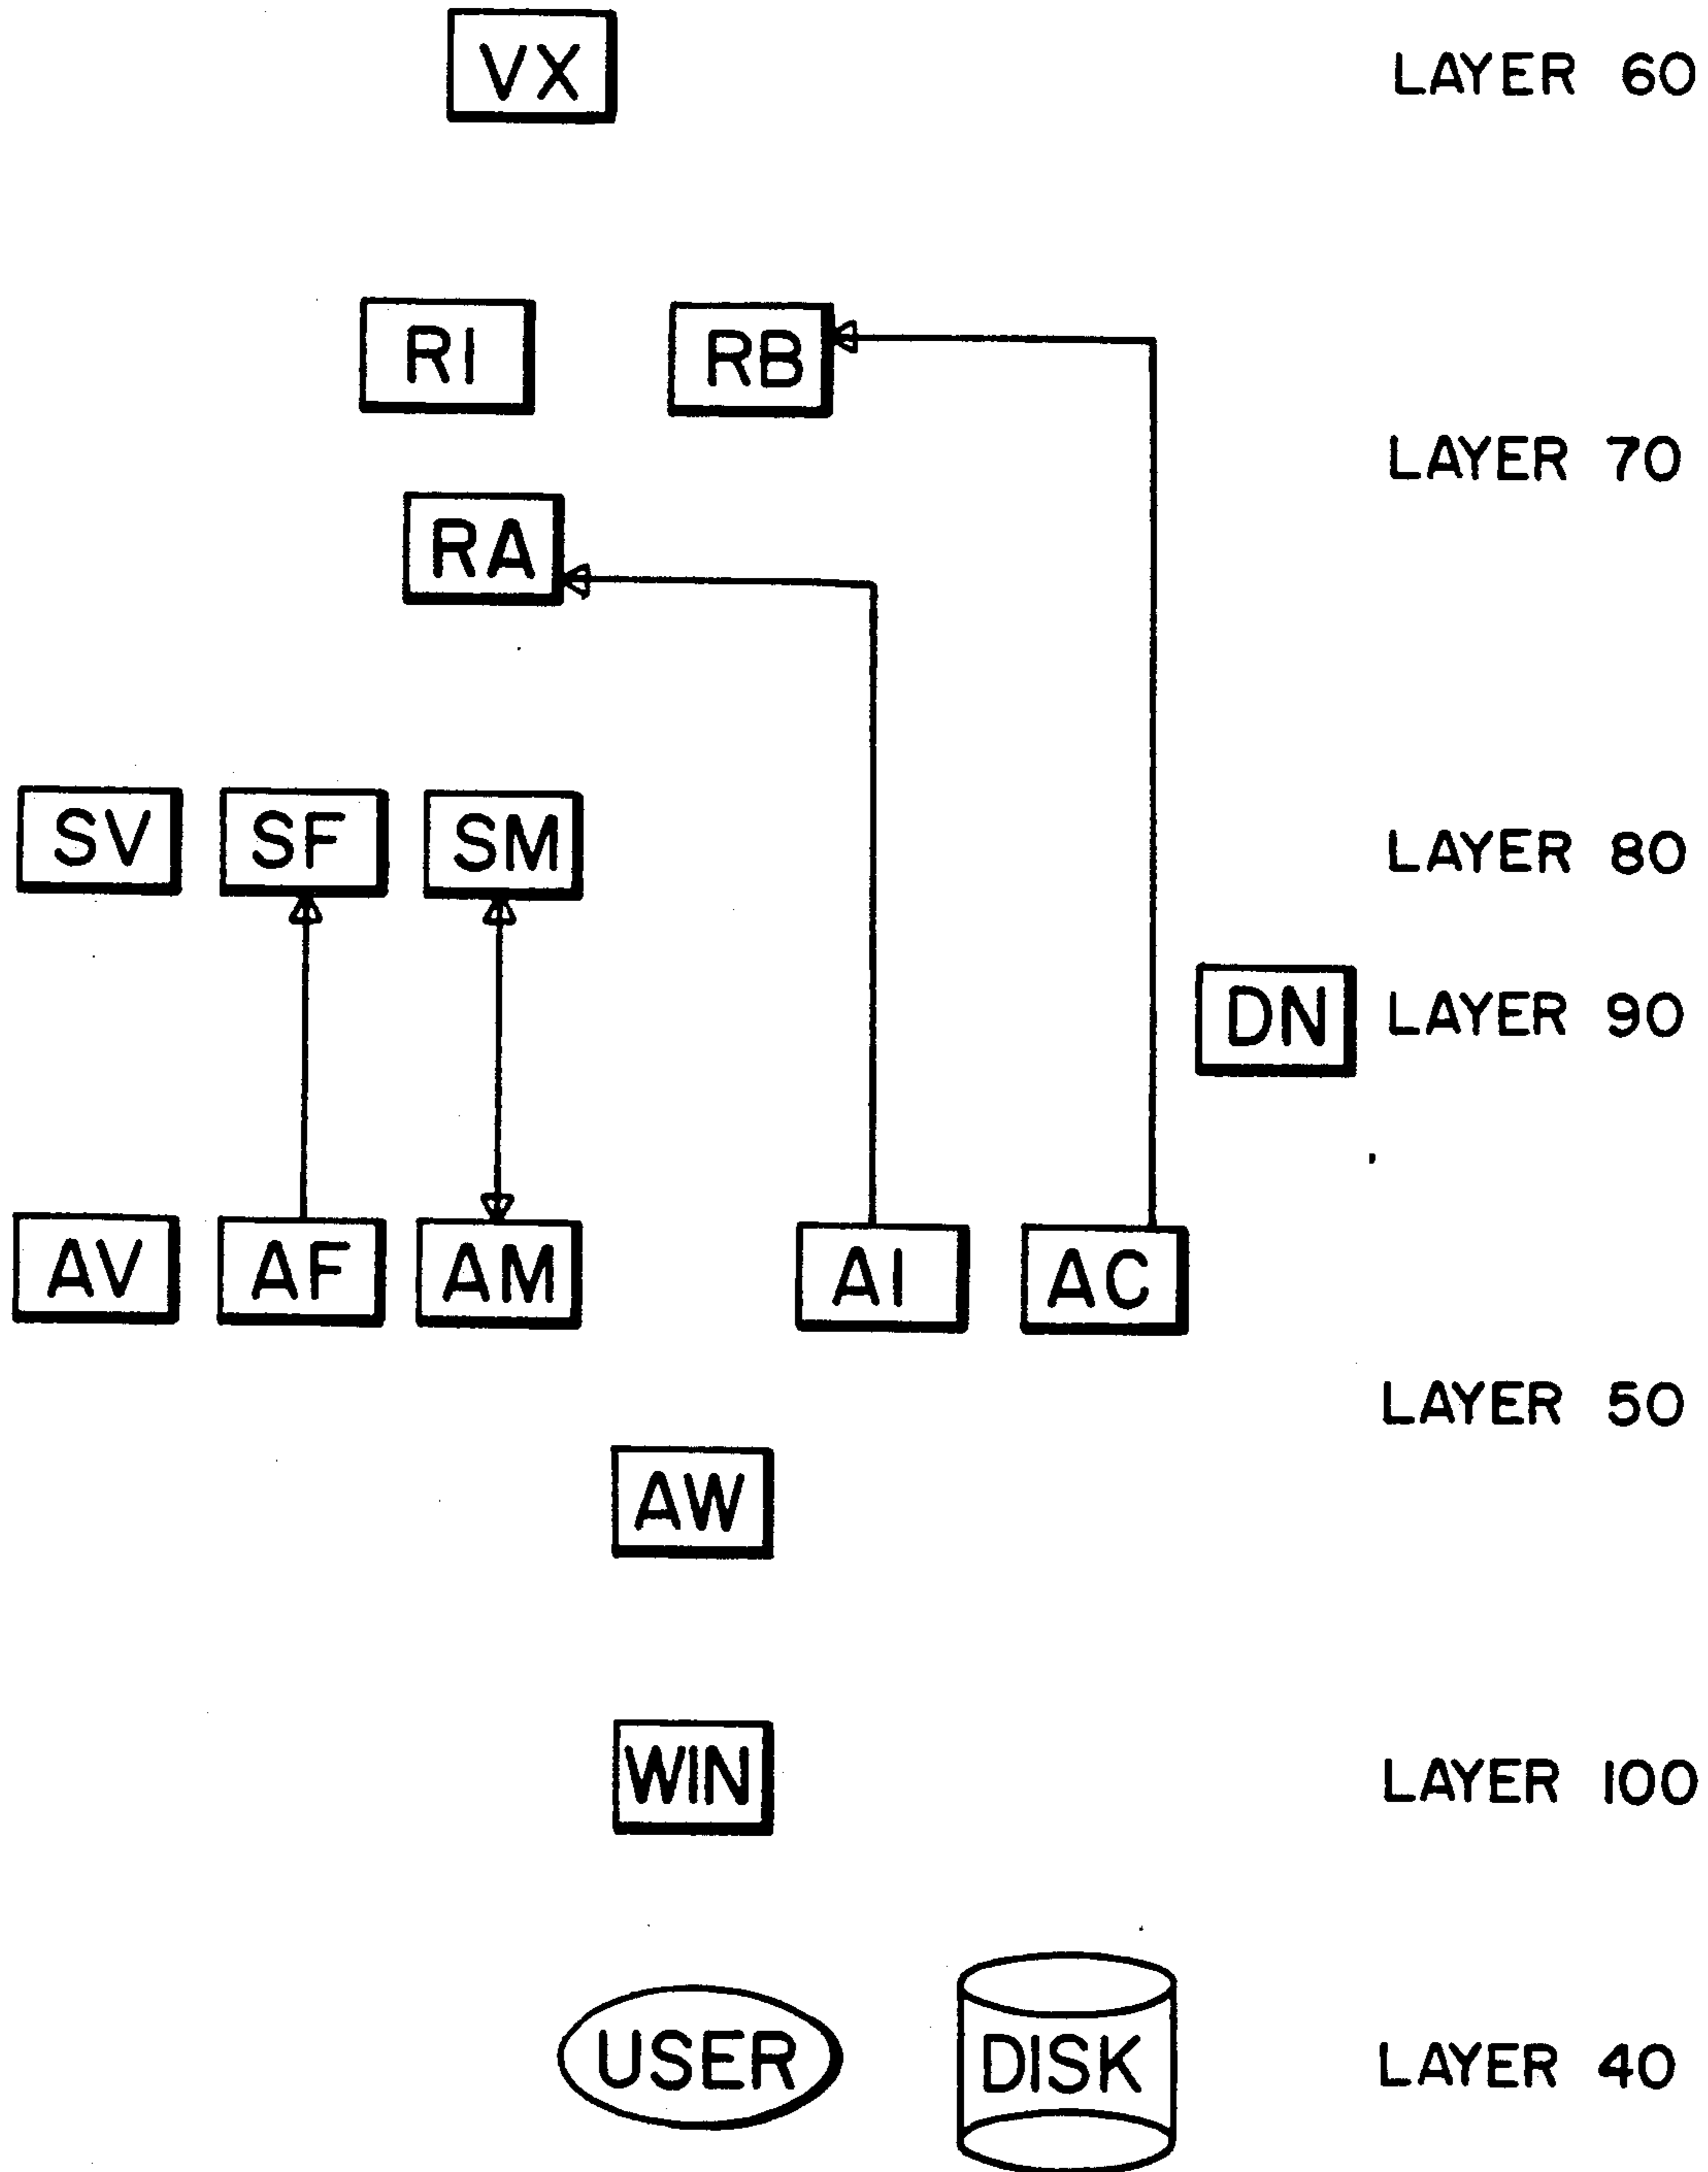 VX LAYER 60
RI RB
LAYER 70
RA
SV SF SM LAYER 80
DN LAYER 90
AV AF AM AI AC
LAYER 50
AW
WIN LAYER 100
USER DISK LAYER 40